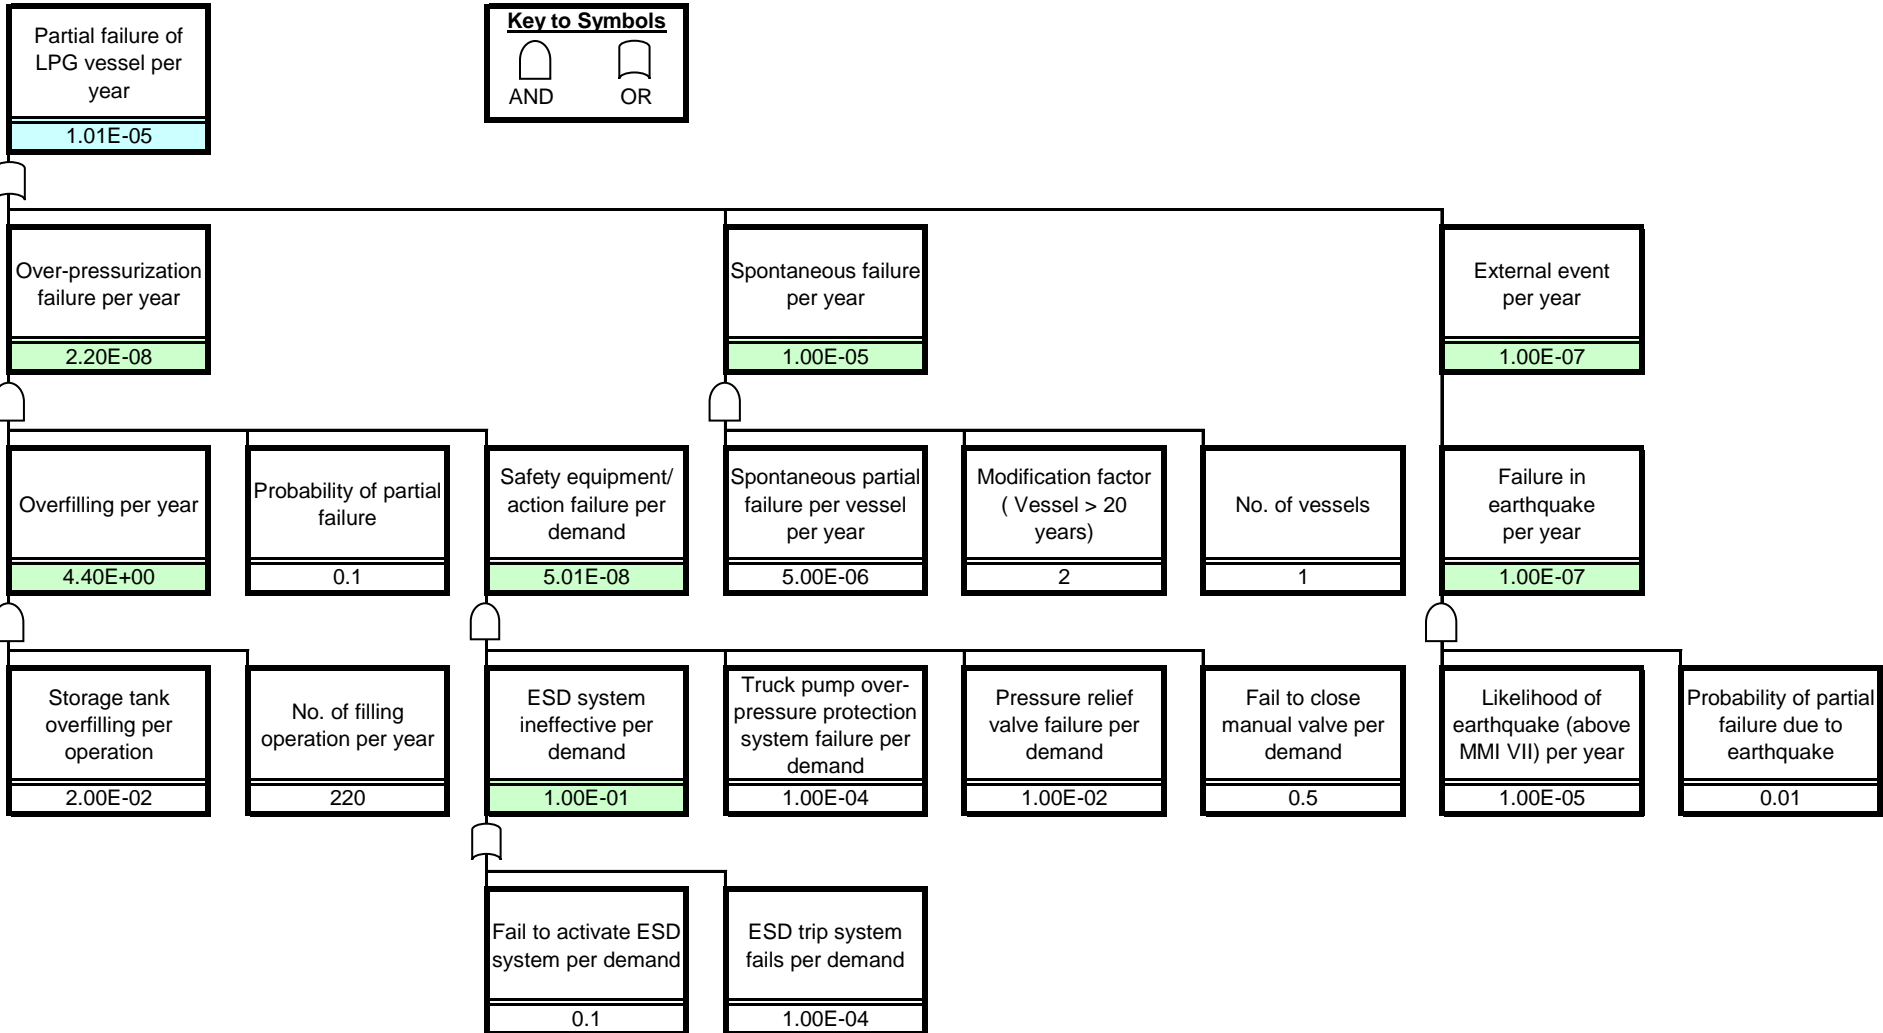 Partial failure of
LPG vessel per
year
1.01E-05
Key to Symbols
AND
OR
Over-pressurization
failure per year
2.20E-08
Spontaneous failure
per year
1.00E-05
External event
per year
1.00E-07
Overfilling per year
4.40E+00
Probability of partial
failure
0.1
Safety equipment/
action failure per
demand
5.01E-08
Spontaneous partial
failure per vessel
per year
5.00E-06
Modification factor
( Vessel > 20
years)
2
No. of vessels
1
Failure in
earthquake
per year
1.00E-07
Storage tank
overfilling per
operation
2.00E-02
No. of filling
operation per year
220
ESD system
ineffective per
demand
1.00E-01
Truck pump over-
pressure protection
system failure per
demand
1.00E-04
Pressure relief
valve failure per
demand
1.00E-02
Fail to close
manual valve per
demand
0.5
Likelihood of
earthquake (above
MMI VII) per year
1.00E-05
Probability of partial
failure due to
earthquake
0.01
Fail to activate ESD
system per demand
0.1
ESD trip system
fails per demand
1.00E-04